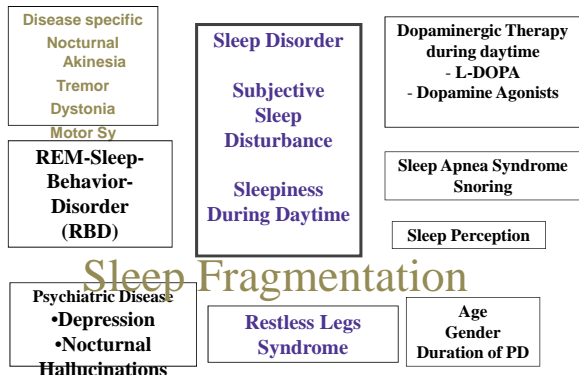 Disease specific
Nocturnal
Akinesia
Tremor
Dystonia
Motor Sy
REM-Sleep-
Behavior-
Disorder
(RBD)
Sleep Disorder
Subjective
Sleep
Disturbance
Sleepiness
During Daytime
Dopaminergic Therapy
during daytime
- L-DOPA
- Dopamine Agonists
Sleep Apnea Syndrome
Snoring
Sleep Perception
Sleep Fragmentation
Psychiatric Disease
•Depression
•Nocturnal
Hallucinations
Restless Legs
Syndrome
Age
Gender
Duration of PD